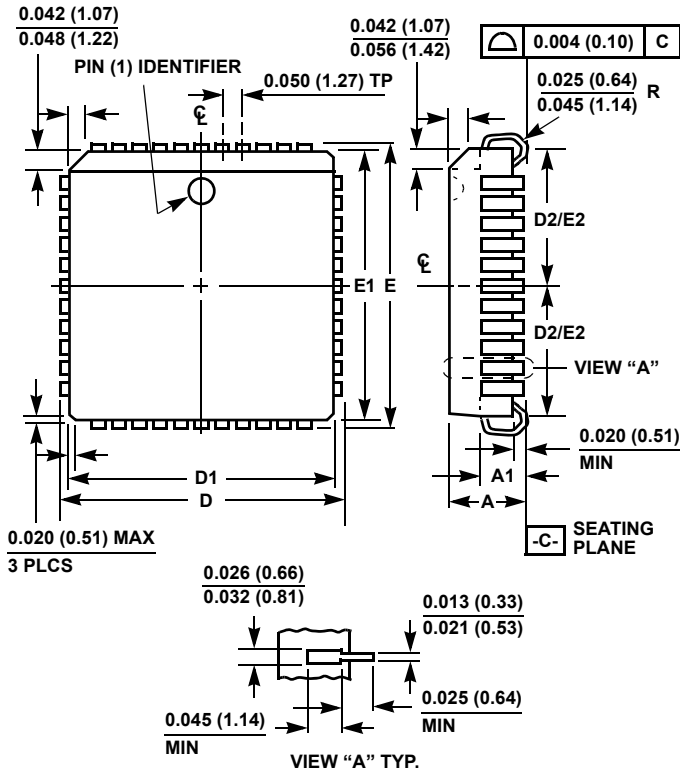 0.042 (1.07)
0.048 (1.22)
PIN (1) IDENTIFIER
0.050 (1.27) TP
℄
0.042 (1.07)
0.056 (1.42)
0.004 (0.10) C
0.025 (0.64)
0.045 (1.14)
R
℄
D2/E2
E1 E
D2/E2
VIEW “A”
0.020 (0.51)
MIN
A1
A
D1
D
0.020 (0.51) MAX
3 PLCS
-C- SEATING
PLANE
0.026 (0.66)
0.032 (0.81)
0.013 (0.33)
0.021 (0.53)
0.025 (0.64)
MIN
0.045 (1.14)
MIN
VIEW “A” TYP.